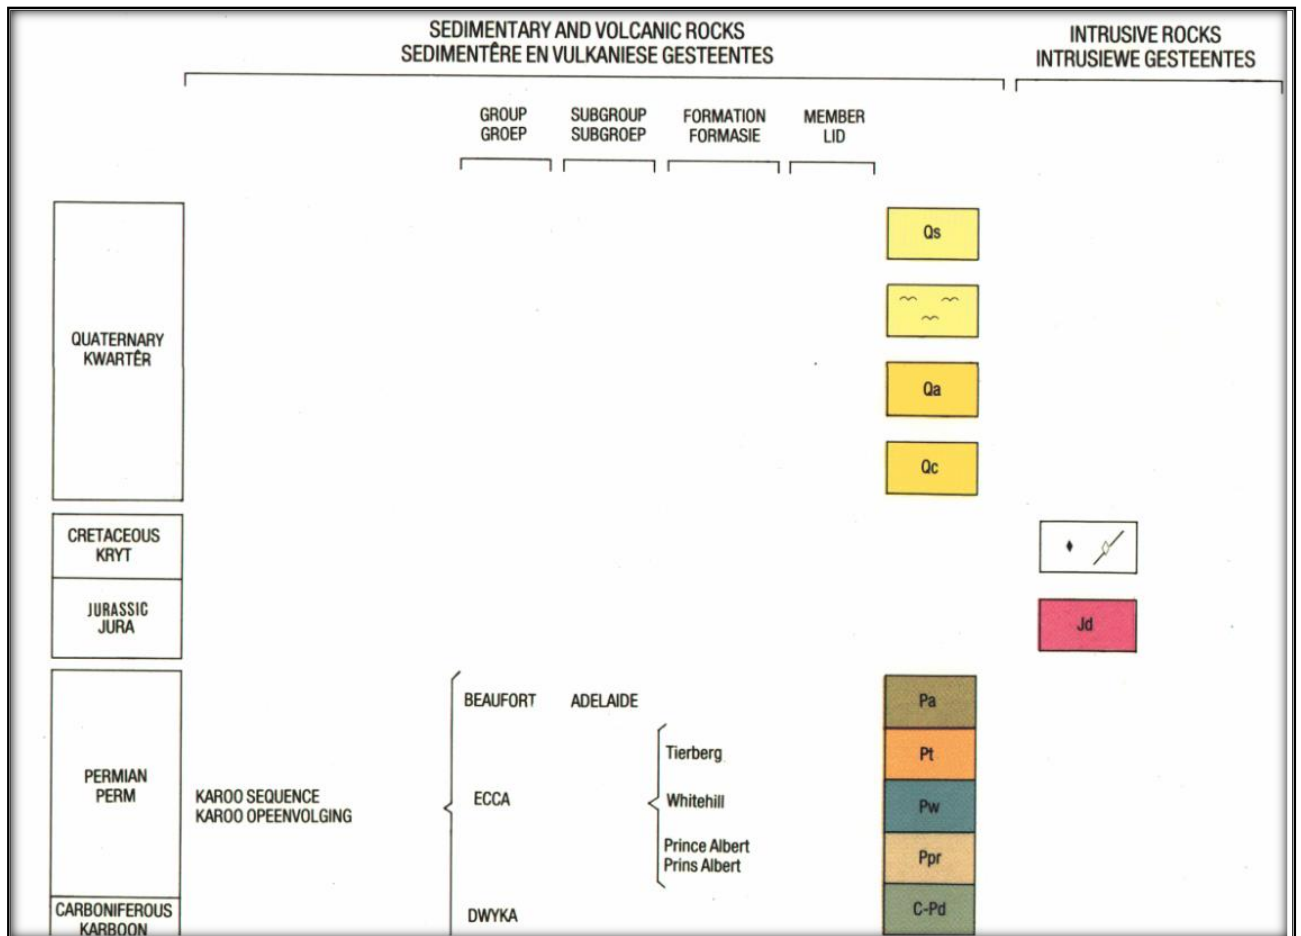 SEDIMENTARY AND VOLCANIC ROCKS
SEDIMENTÊRE EN VULKANIESE GESTEENTES
INTRUSIVE ROCKS
INTRUSIEWE GESTEENTES
GROUP
GROEP
SUBGROUP
SUBGROEP
FORMATION
FORMASIE
MEMBER
LID
QUATERNARY
KWARTÊR
Qs
Qa
Qc
CRETACEOUS
KRYT
JURASSIC
JURA
Jd
PERMIAN
PERM
KAROO SEQUENCE
KAROO OPEENVOLGING
BEAUFORT
ADELAIDE
Pa
Tierberg
Pt
ECCA
Whitehill
Pw
Prince Albert
Prins Albert
Ppr
CARBONIFEROUS
KARBOON
DWYKA
C-Pd